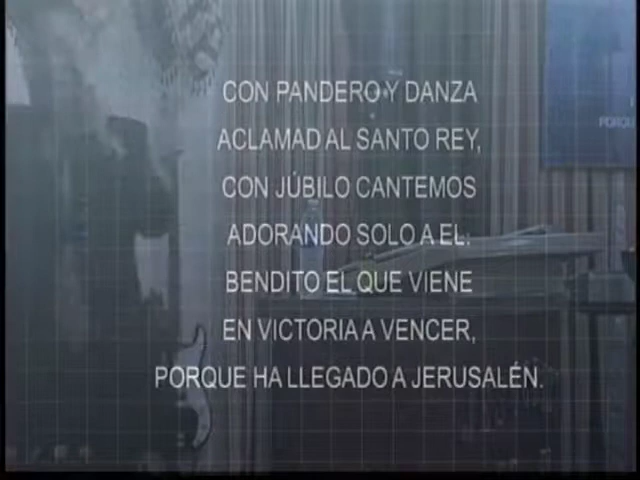 CON PANDERO Y DANZA
ACLAMAD AL SANTO REY,
CON JÚBILO CANTEMOS
ADORANDO SOLO A EL:
BENDITO EL QUE VIENE
EN VICTORIA A VENCER,
PORQUE HA LLEGADO A JERUSALÉN.